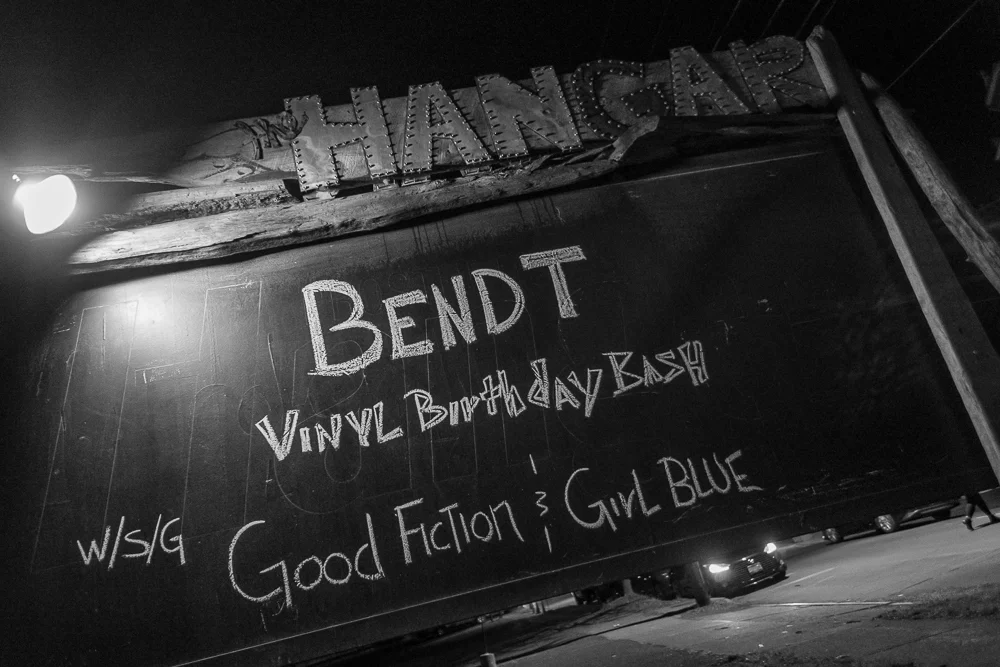 HANGAR
BENDT
VINYL Birthday BASH
W/S/G Good Fiction & Girl BLUE